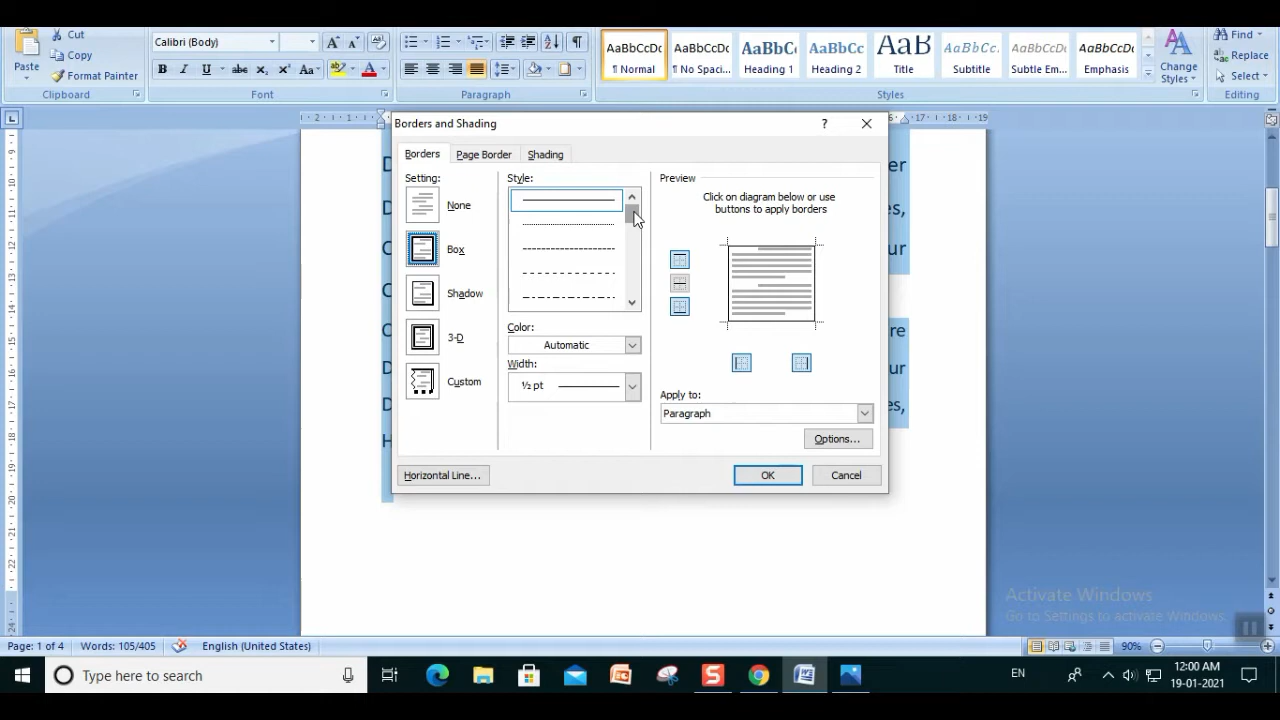 Cut
Copy
Paste
Format Painter
Clipboard
Calibri (Body)
B I U abc x₂ x² Aa
Font
Paragraph
AaBbCcDc AaBbCcDc AaBbCc AaBbCc AaB AaBbCc. AaBbCcDc AaBbCcDc
¶ Normal ¶ No Spaci... Heading 1 Heading 2 Title Subtitle Subtle Em... Emphasis
Change
Styles
Styles
Find
Replace
Select
Editing
Borders and Shading
Borders Page Border Shading
Setting:
None
Box
Shadow
3-D
Custom
Style:
Color:
Automatic
Width:
½ pt
Preview
Click on diagram below or use
buttons to apply borders
Apply to:
Paragraph
Options...
Horizontal Line...
OK
Cancel
Activate Windows
Go to Settings to activate Windows.
Page: 1 of 4 Words: 105/405 English (United States) 90%
Type here to search
EN
12:00 AM
19-01-2021